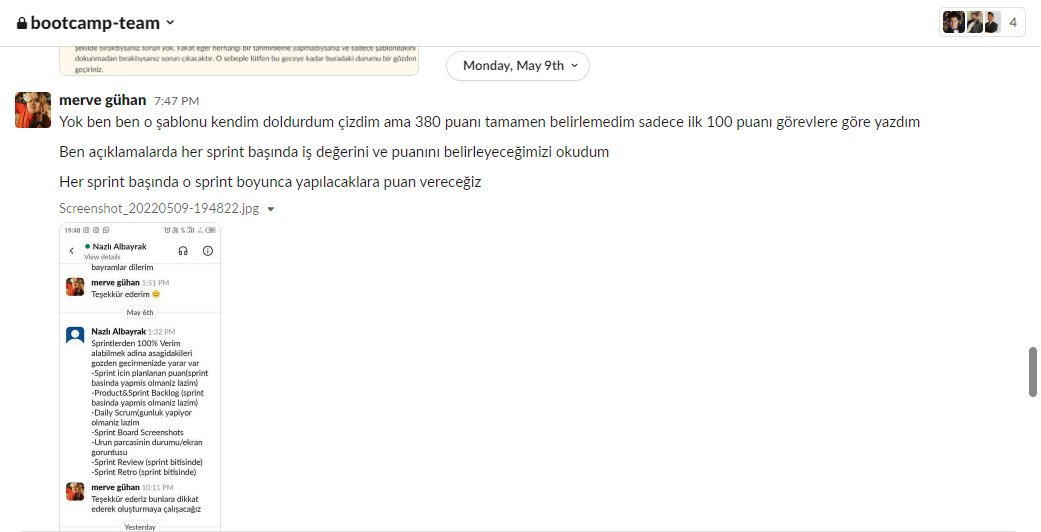 bootcamp-team
4
şekilde bıraktıysanız sorun yok. Fakat eğer herhangi bir tahminleme yapmadıysanız ve sadece şablondakini
dokunmadan bıraktıysanız sorun çıkacaktır. O sebeple lütfen bu geceye kadar buradaki durumu bir gözden
geçiriniz.
Monday, May 9th
merve gühan 7:47 PM
Yok ben ben o şablonu kendim doldurdum çizdim ama 380 puanı tamamen belirlemedim sadece ilk 100 puanı görevlere göre yazdım
Ben açıklamalarda her sprint başında iş değerini ve puanını belirleyeceğimizi okudum
Her sprint başında o sprint boyunca yapılacaklara puan vereceğiz
Screenshot_20220509-194822.jpg
19:48
Nazlı Albayrak
View details
bayramlar dilerim
merve gühan 1:51 PM
Teşekkür ederim 😊
May 6th
Nazlı Albayrak 1:32 PM
Sprintlerden 100% Verim
alabilmek adina asagidakileri
gozden gecirmenizde yarar var
-Sprint icin planlanan puan(sprint
basinda yapmis olmaniz lazim)
-Product&Sprint Backlog (sprint
basinda yapmis olmaniz lazim)
-Daily Scrum(gunluk yapiyor
olmaniz lazim
-Sprint Board Screenshots
-Urun parcasinin durumu/ekran
goruntusu
-Sprint Review (sprint bitisinde)
-Sprint Retro (sprint bitisinde)
merve gühan 10:11 PM
Teşekkür ederiz bunlara dikkat
ederek oluşturmaya çalışacağız
Yesterday